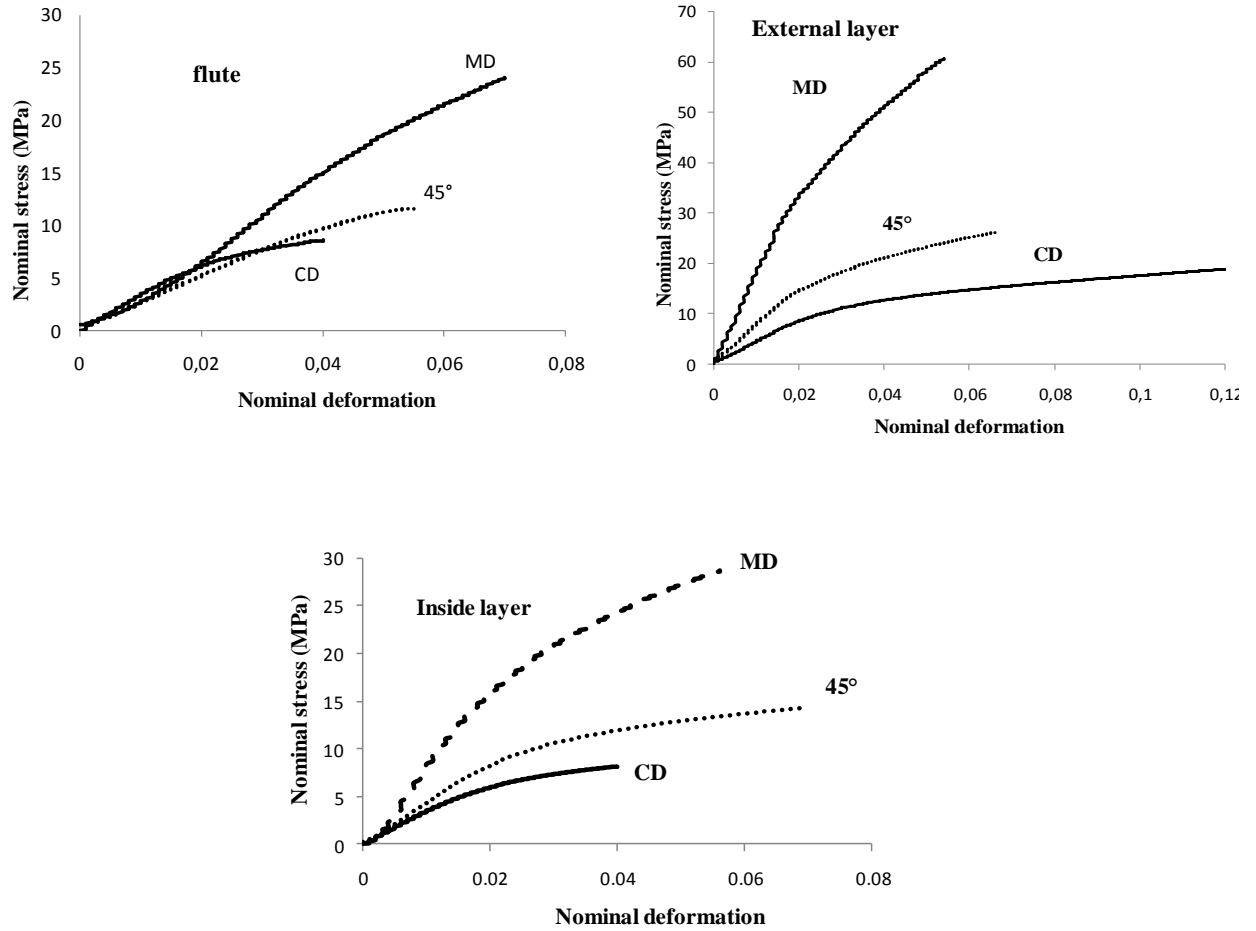 flute
MD
45°
CD
Nominal stress (MPa)
30
25
20
15
10
5
0
0
0,02
0,04
0,06
0,08
Nominal deformation
External layer
MD
45°
CD
Nominal stress (MPa)
70
60
50
40
30
20
10
0
0
0,02
0,04
0,06
0,08
0,1
0,12
Nominal deformation
Inside layer
MD
45°
CD
Nominal stress (MPa)
30
25
20
15
10
5
0
0
0.02
0.04
0.06
0.08
Nominal deformation